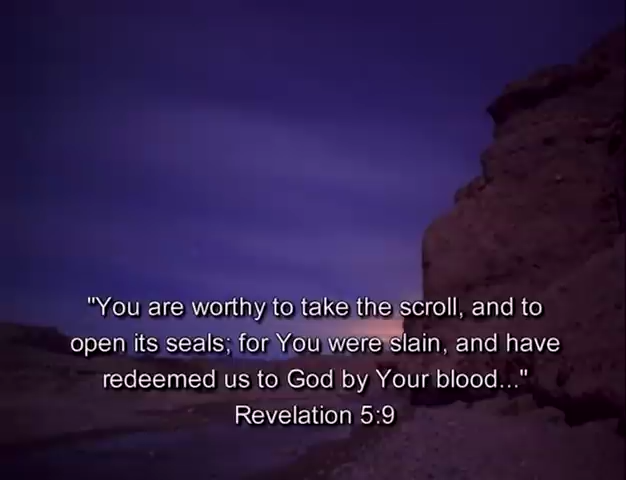 "You are worthy to take the scroll, and to
open its seals; for You were slain, and have
redeemed us to God by Your blood..."
Revelation 5:9